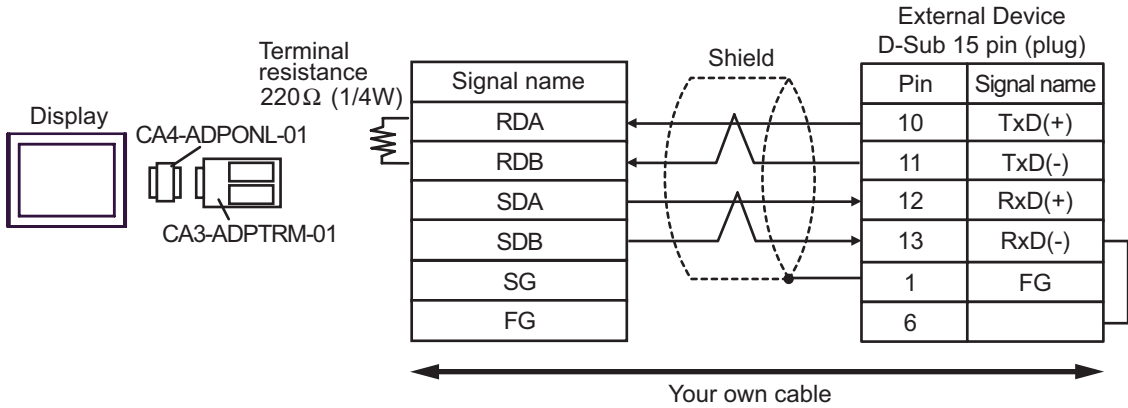 External Device
D-Sub 15 pin (plug)
Terminal
resistance
220Ω (1/4W)
Shield
Display
CA4-ADPONL-01
CA3-ADPTRM-01
Signal name
RDA
RDB
SDA
SDB
SG
FG
Pin Signal name
10 TxD(+)
11 TxD(-)
12 RxD(+)
13 RxD(-)
1 FG
6
Your own cable